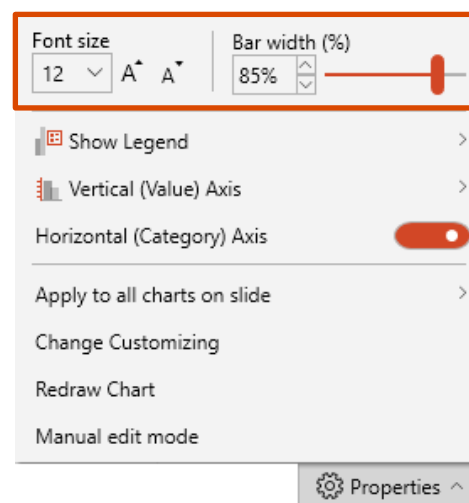 Font size
Bar width (%)
12
A A
85%
Show Legend
Vertical (Value) Axis
Horizontal (Category) Axis
Apply to all charts on slide
Change Customizing
Redraw Chart
Manual edit mode
Properties